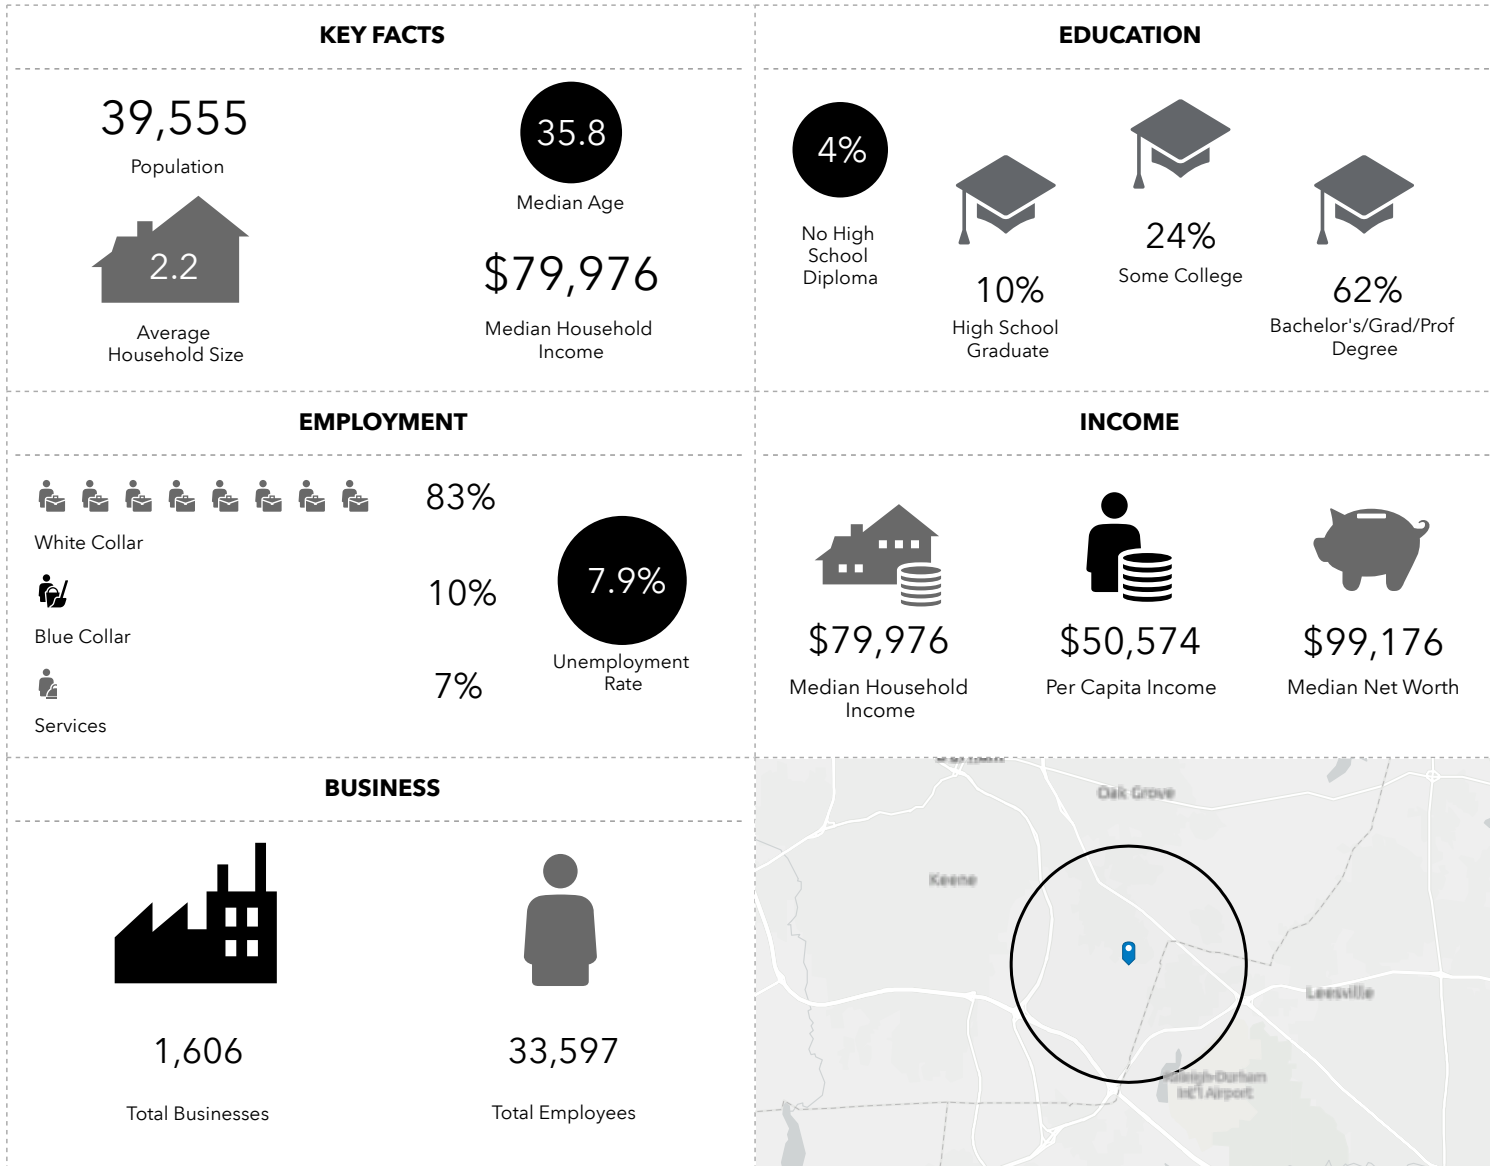 KEY FACTS
39,555
Population
35.8
Median Age
2.2
Average
Household Size
$79,976
Median Household
Income
EDUCATION
4%
No High
School
Diploma
10%
High School
Graduate
24%
Some College
62%
Bachelor's/Grad/Prof
Degree
EMPLOYMENT
83%
White Collar
10%
Blue Collar
7%
Services
7.9%
Unemployment
Rate
INCOME
$79,976
Median Household
Income
$50,574
Per Capita Income
$99,176
Median Net Worth
BUSINESS
1,606
Total Businesses
33,597
Total Employees
Oak Grove
Keene
Leesville
Raleigh-Durham
Int'l Airport